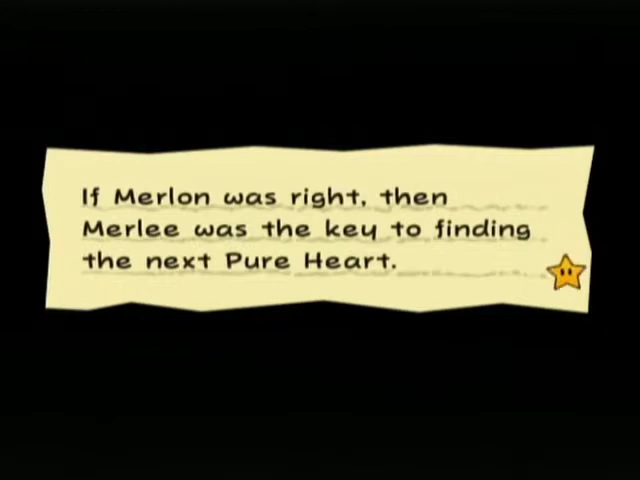 If Merlon was right, then
Merlee was the key to finding
the next Pure Heart.